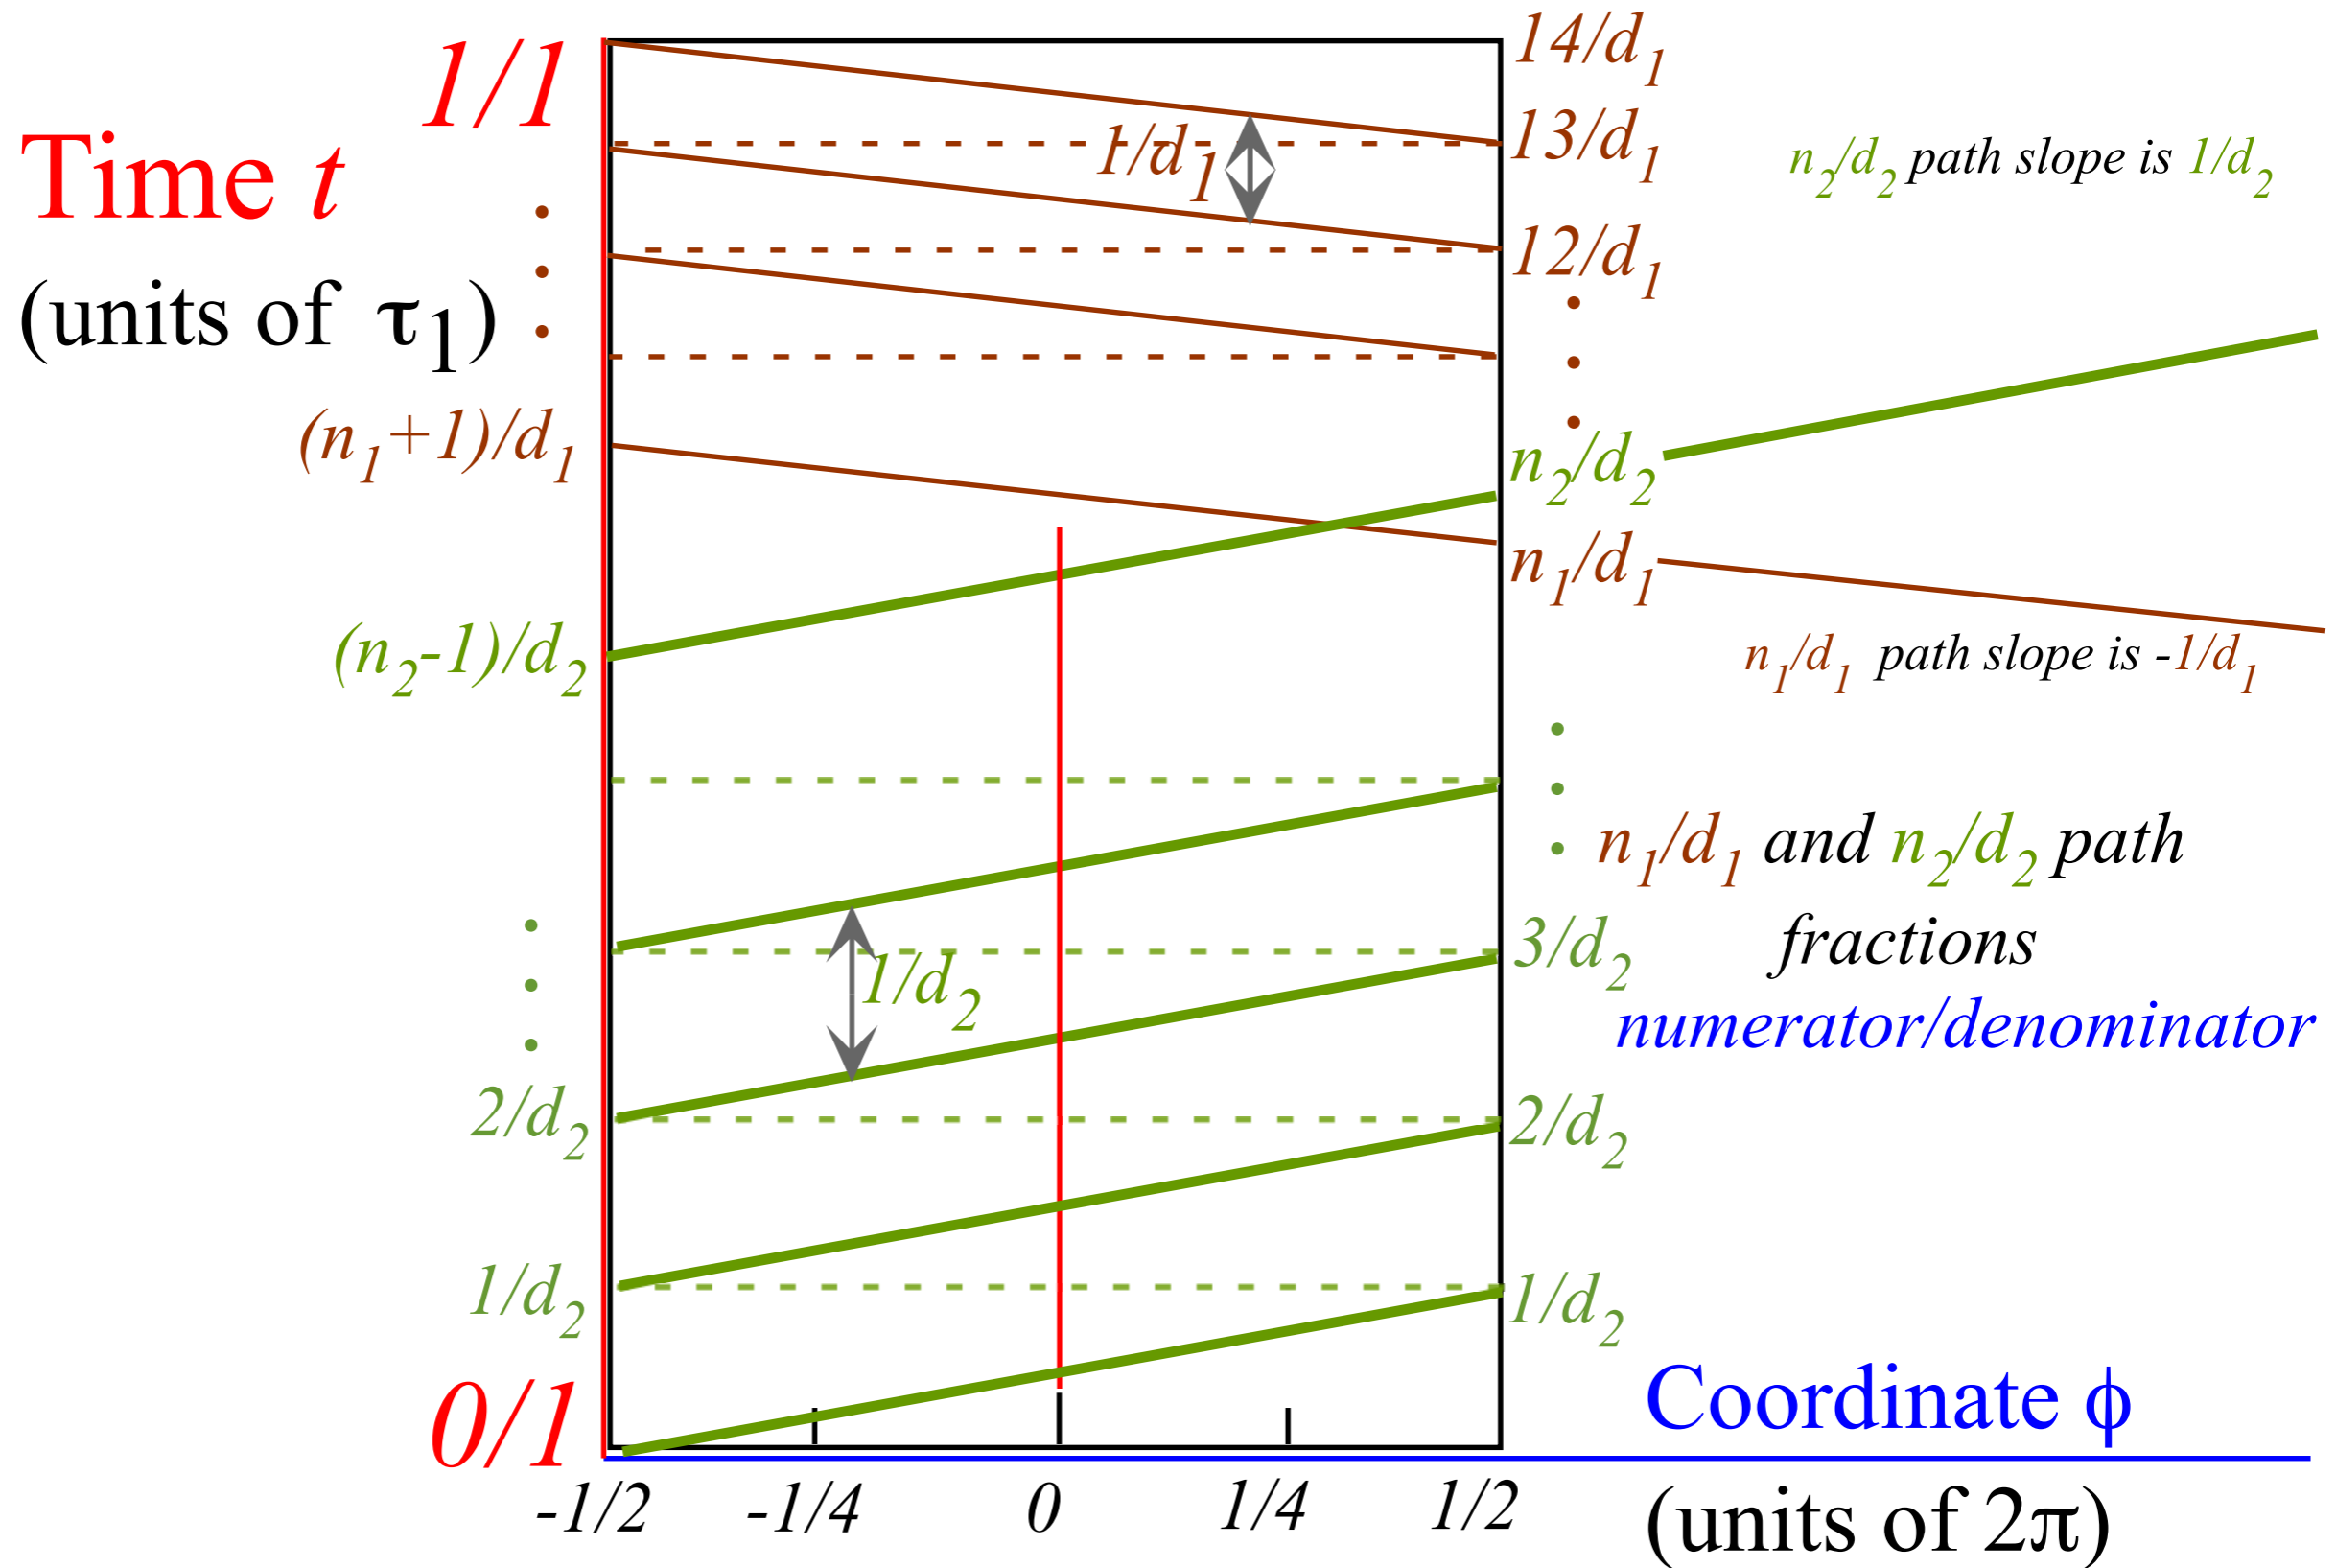 1/1
Time t
(units of τ1)
(n1+1)/d1
(n2-1)/d2
2/d2
1/d2
0/1
1/d1
1/d2
14/d1
13/d1
12/d1
n2/d2
n1/d1
3/d2
2/d2
1/d2
n2/d2 path slope is 1/d2
n1/d1 path slope is -1/d1
n1/d1 and n2/d2 path
fractions
numerator/denominator
Coordinate ϕ
(units of 2π)
-1/2 -1/4 0 1/4 1/2